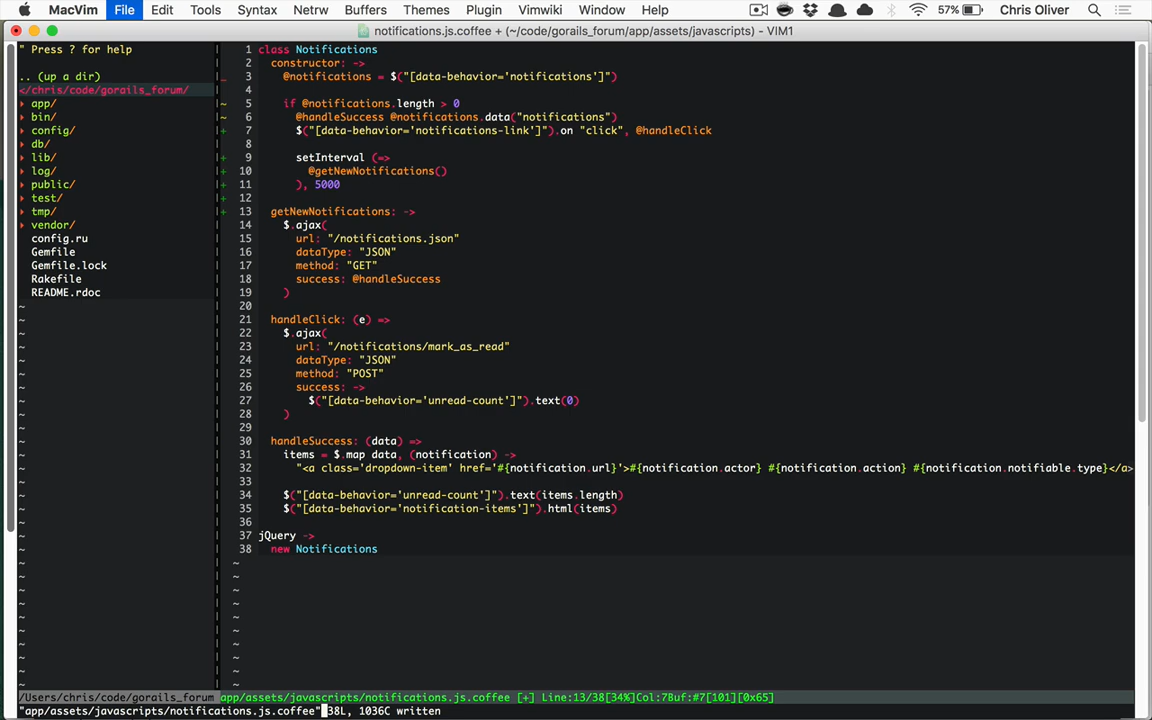 MacVim File Edit Tools Syntax Netrw Buffers Themes Plugin Vimwiki Window Help 57% Chris Oliver
notifications.js.coffee + (~/code/gorails_forum/app/assets/javascripts) - VIM1
" Press ? for help
.. (up a dir)
</chris/code/gorails_forum/
▸ app/
▸ bin/
▸ config/
▸ db/
▸ lib/
▸ log/
▸ public/
▸ test/
▸ tmp/
▸ vendor/
config.ru
Gemfile
Gemfile.lock
Rakefile
README.rdoc
1 class Notifications
2 constructor: ->
_ 3 @notifications = $("[data-behavior='notifications']")
4
~ 5 if @notifications.length > 0
~ 6 @handleSuccess @notifications.data("notifications")
+ 7 $("[data-behavior='notifications-link']").on "click", @handleClick
8
+ 9 setInterval (=>
+ 10 @getNewNotifications()
+ 11 ), 5000
+ 12
+ 13 getNewNotifications: ->
14 $.ajax(
15 url: "/notifications.json"
16 dataType: "JSON"
17 method: "GET"
18 success: @handleSuccess
19 )
20
21 handleClick: (e) =>
22 $.ajax(
23 url: "/notifications/mark_as_read"
24 dataType: "JSON"
25 method: "POST"
26 success: ->
27 $("[data-behavior='unread-count']").text(0)
28 )
29
30 handleSuccess: (data) =>
31 items = $.map data, (notification) ->
32 "<a class='dropdown-item' href='#{notification.url}'>#{notification.actor} #{notification.action} #{notification.notifiable.type}</a>
33
34 $("[data-behavior='unread-count']").text(items.length)
35 $("[data-behavior='notification-items']").html(items)
36
37 jQuery ->
38 new Notifications
/Users/chris/code/gorails_forum app/assets/javascripts/notifications.js.coffee [+] Line:13/38[34%]Col:7Buf:#7[101][0x65]
"app/assets/javascripts/notifications.js.coffee" 38L, 1036C written